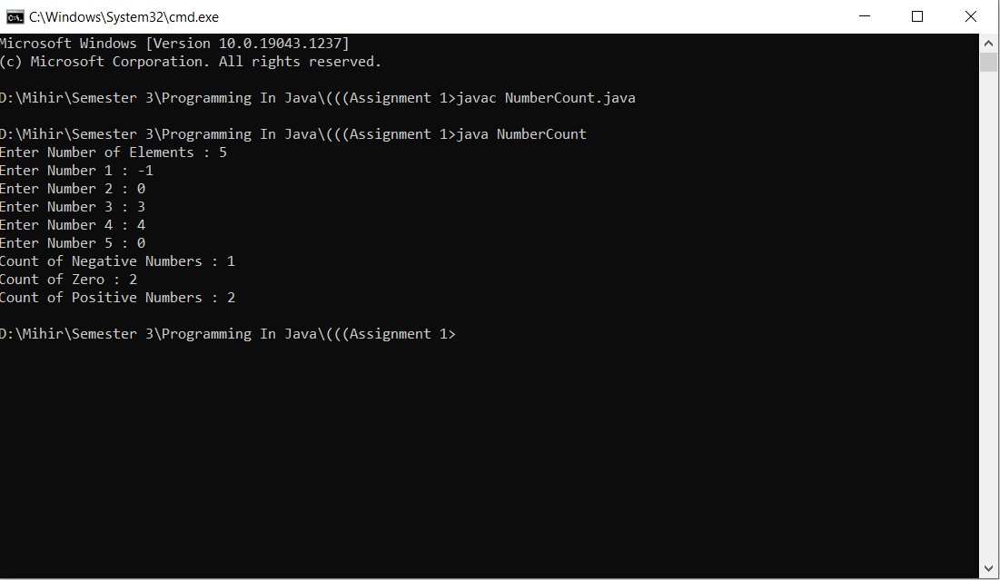 C:\Windows\System32\cmd.exe
Microsoft Windows [Version 10.0.19043.1237]
(c) Microsoft Corporation. All rights reserved.
D:\Mihir\Semester 3\Programming In Java\(((Assignment 1>javac NumberCount.java
D:\Mihir\Semester 3\Programming In Java\(((Assignment 1>java NumberCount
Enter Number of Elements : 5
Enter Number 1 : -1
Enter Number 2 : 0
Enter Number 3 : 3
Enter Number 4 : 4
Enter Number 5 : 0
Count of Negative Numbers : 1
Count of Zero : 2
Count of Positive Numbers : 2
D:\Mihir\Semester 3\Programming In Java\(((Assignment 1>